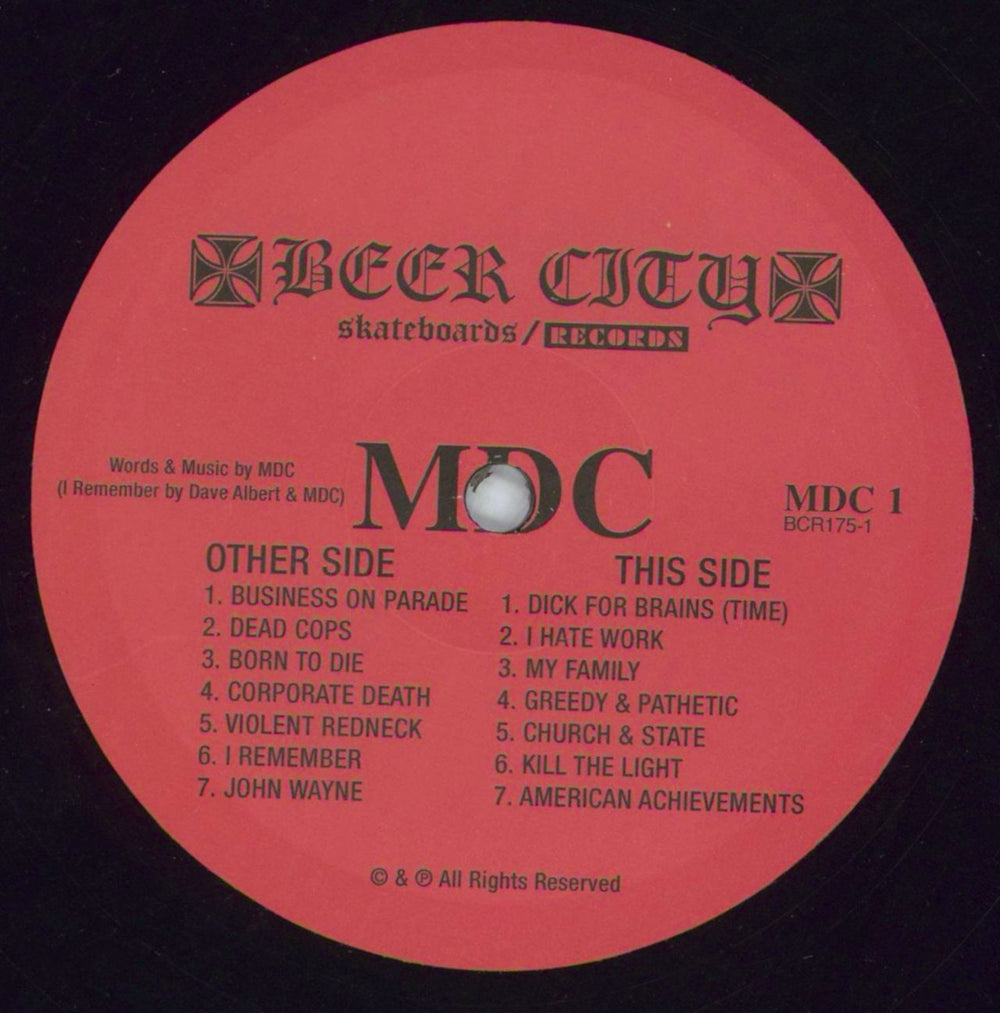 BEER CITY
skateboards/RECORDS
MDC
Words & Music by MDC
(I Remember by Dave Albert & MDC)
MDC 1
BCR175-1
OTHER SIDE
1. BUSINESS ON PARADE
2. DEAD COPS
3. BORN TO DIE
4. CORPORATE DEATH
5. VIOLENT REDNECK
6. I REMEMBER
7. JOHN WAYNE
THIS SIDE
1. DICK FOR BRAINS (TIME)
2. I HATE WORK
3. MY FAMILY
4. GREEDY & PATHETIC
5. CHURCH & STATE
6. KILL THE LIGHT
7. AMERICAN ACHIEVEMENTS
© & ℗ All Rights Reserved